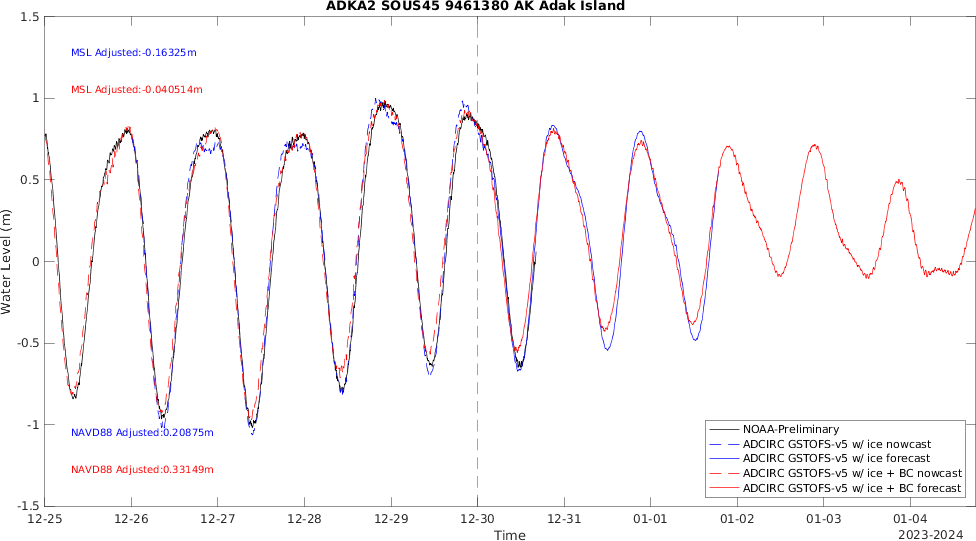 ADKA2 SOUS45 9461380 AK Adak Island
1.5
1
0.5
0
-0.5
-1
-1.5
Water Level (m)
MSL Adjusted:-0.16325m
MSL Adjusted:-0.040514m
NAVD88 Adjusted:0.20875m
NAVD88 Adjusted:0.33149m
NOAA-Preliminary
ADCIRC GSTOFS-v5 w/ ice nowcast
ADCIRC GSTOFS-v5 w/ ice forecast
ADCIRC GSTOFS-v5 w/ ice + BC nowcast
ADCIRC GSTOFS-v5 w/ ice + BC forecast
12-25 12-26 12-27 12-28 12-29 12-30 12-31 01-01 01-02 01-03 01-04
Time
2023-2024